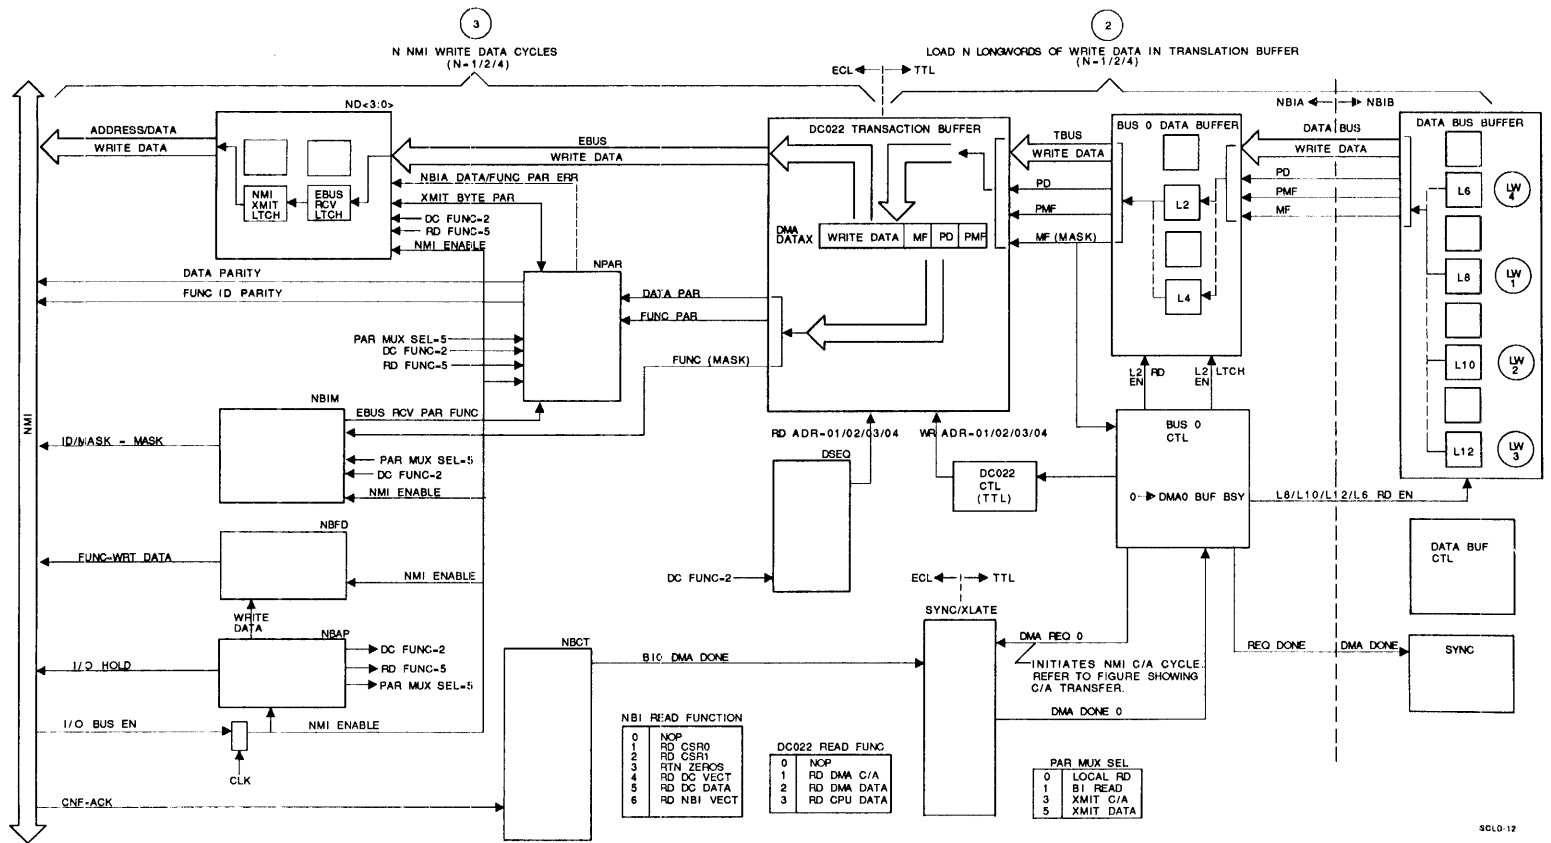 3
N NMI WRITE DATA CYCLES
(N=1/2/4)
2
LOAD N LONGWORDS OF WRITE DATA IN TRANSLATION BUFFER
(N=1/2/4)
ECL TTL
NBIA NBIB
ND<3:0>
ADDRESS/DATA
WRITE DATA
NMI
XMIT
LTCH
EBUS
RCV
LTCH
EBUS
WRITE DATA
NBIA DATA/FUNC PAR ERR
XMIT BYTE PAR
DC FUNC=2
RD FUNC=5
NMI ENABLE
DC022 TRANSACTION BUFFER
DMA
DATAX
WRITE DATA MF PD PMF
TBUS
WRITE DATA
PD
PMF
MF (MASK)
BUS 0 DATA BUFFER
L2
L4
DATA BUS
WRITE DATA
PD
PMF
MF
DATA BUS BUFFER
L6
LW
4
L8
LW
1
L10
LW
2
L12
LW
3
DATA PARITY
FUNC ID PARITY
NPAR
DATA PAR
FUNC PAR
PAR MUX SEL=5
DC FUNC=2
RD FUNC=5
FUNC (MASK)
L2 RD
EN
L2 LTCH
EN
NMI
NBIM
EBUS RCV PAR FUNC
ID/MASK - MASK
PAR MUX SEL=5
DC FUNC=2
NMI ENABLE
RD ADR-01/02/03/04
WR ADR-01/02/03/04
DSEQ
DC022
CTL
(TTL)
BUS 0
CTL
0 DMA0 BUF BSY
L8/L10/L12/L6 RD EN
NBFD
FUNC-WRT DATA
NMI ENABLE
DC FUNC=2
DATA BUF
CTL
WRITE
DATA
NBAP
DC FUNC=2
RD FUNC=5
PAR MUX SEL=5
I/O HOLD
NBCT
BIO DMA DONE
ECL TTL
SYNC/XLATE
DMA REQ 0
INITIATES NMI C/A CYCLE.
REFER TO FIGURE SHOWING
C/A TRANSFER.
DMA DONE 0
REQ DONE DMA DONE
SYNC
I/O BUS EN
NMI ENABLE
CLK
CNF-ACK
NBI READ FUNCTION
0 NOP
1 RD CSR0
2 RD CSR1
3 RTN ZEROS
4 RD DC VECT
5 RD DC DATA
6 RD NBI VECT
DC022 READ FUNC
0 NOP
1 RD DMA C/A
2 RD DMA DATA
3 RD CPU DATA
PAR MUX SEL
0 LOCAL RD
1 BI READ
3 XMIT C/A
5 XMIT DATA
SCLD-12